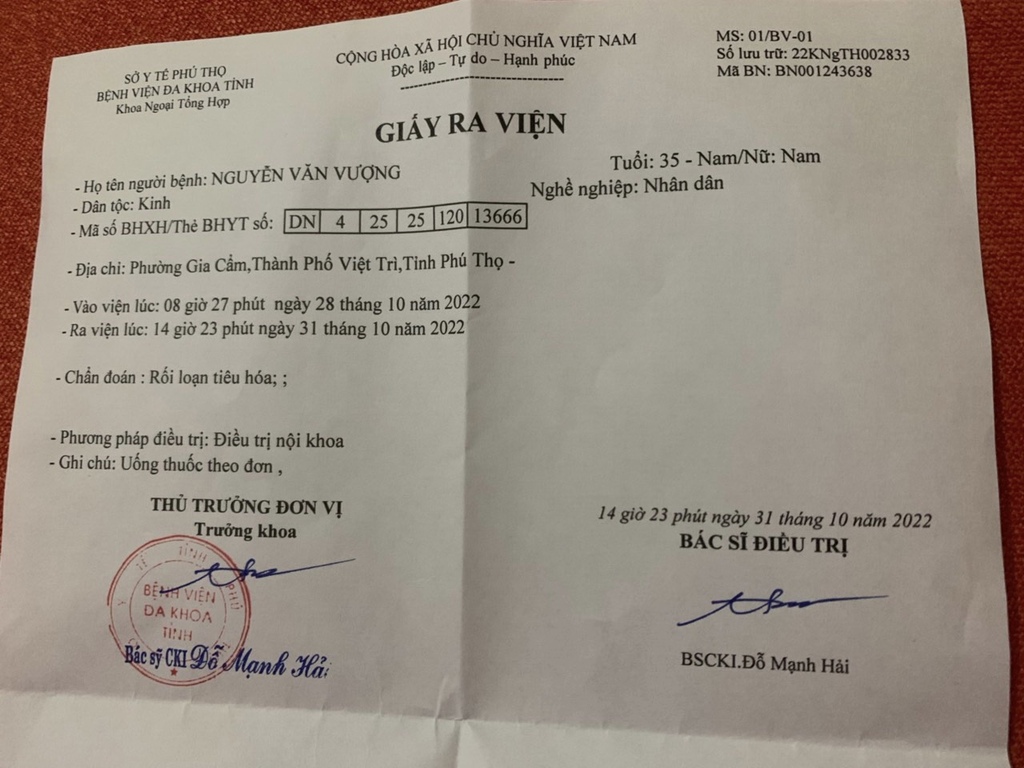 SỞ Y TẾ PHÚ THỌ
BỆNH VIỆN ĐA KHOA TỈNH
Khoa Ngoại Tổng Hợp
CỘNG HÒA XÃ HỘI CHỦ NGHĨA VIỆT NAM
Độc lập – Tự do – Hạnh phúc
MS: 01/BV-01
Số lưu trữ: 22KNgTH002833
Mã BN: BN001243638
GIẤY RA VIỆN
- Họ tên người bệnh: NGUYỄN VĂN VƯỢNG
Tuổi: 35 - Nam/Nữ: Nam
- Dân tộc: Kinh
Nghề nghiệp: Nhân dân
- Mã số BHXH/Thẻ BHYT số: DN 4 25 25 120 13666
- Địa chỉ: Phường Gia Cẩm,Thành Phố Việt Trì,Tỉnh Phú Thọ -
- Vào viện lúc: 08 giờ 27 phút ngày 28 tháng 10 năm 2022
- Ra viện lúc: 14 giờ 23 phút ngày 31 tháng 10 năm 2022
- Chẩn đoán : Rối loạn tiêu hóa; ;
- Phương pháp điều trị: Điều trị nội khoa
- Ghi chú: Uống thuốc theo đơn ,
THỦ TRƯỞNG ĐƠN VỊ
Trưởng khoa
Y TẾ TỈNH PHÚ
BỆNH VIỆN
ĐA KHOA
TỈNH
Bác sỹ CKI Đỗ Mạnh Hải
14 giờ 23 phút ngày 31 tháng 10 năm 2022
BÁC SĨ ĐIỀU TRỊ
BSCKI.Đỗ Mạnh Hải